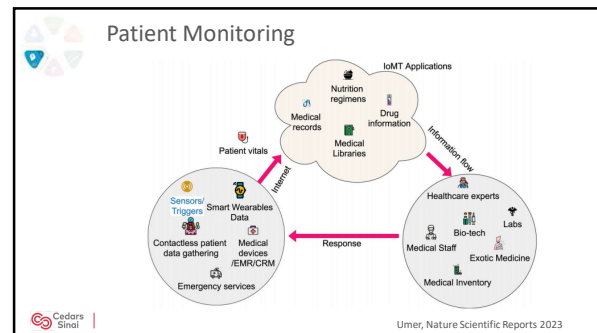 Patient Monitoring
IoMT Applications
Nutrition
regimens
Medical
records
Drug
information
Medical
Libraries
Patient vitals
Internet
Information flow
Sensors/
Triggers
Smart Wearables
Data
Contactless patient
data gathering
Medical
devices
/EMR/CRM
Emergency services
Response
Healthcare experts
Bio-tech
Labs
Medical Staff
Exotic Medicine
Medical Inventory
Cedars
Sinai
Umer, Nature Scientific Reports 2023